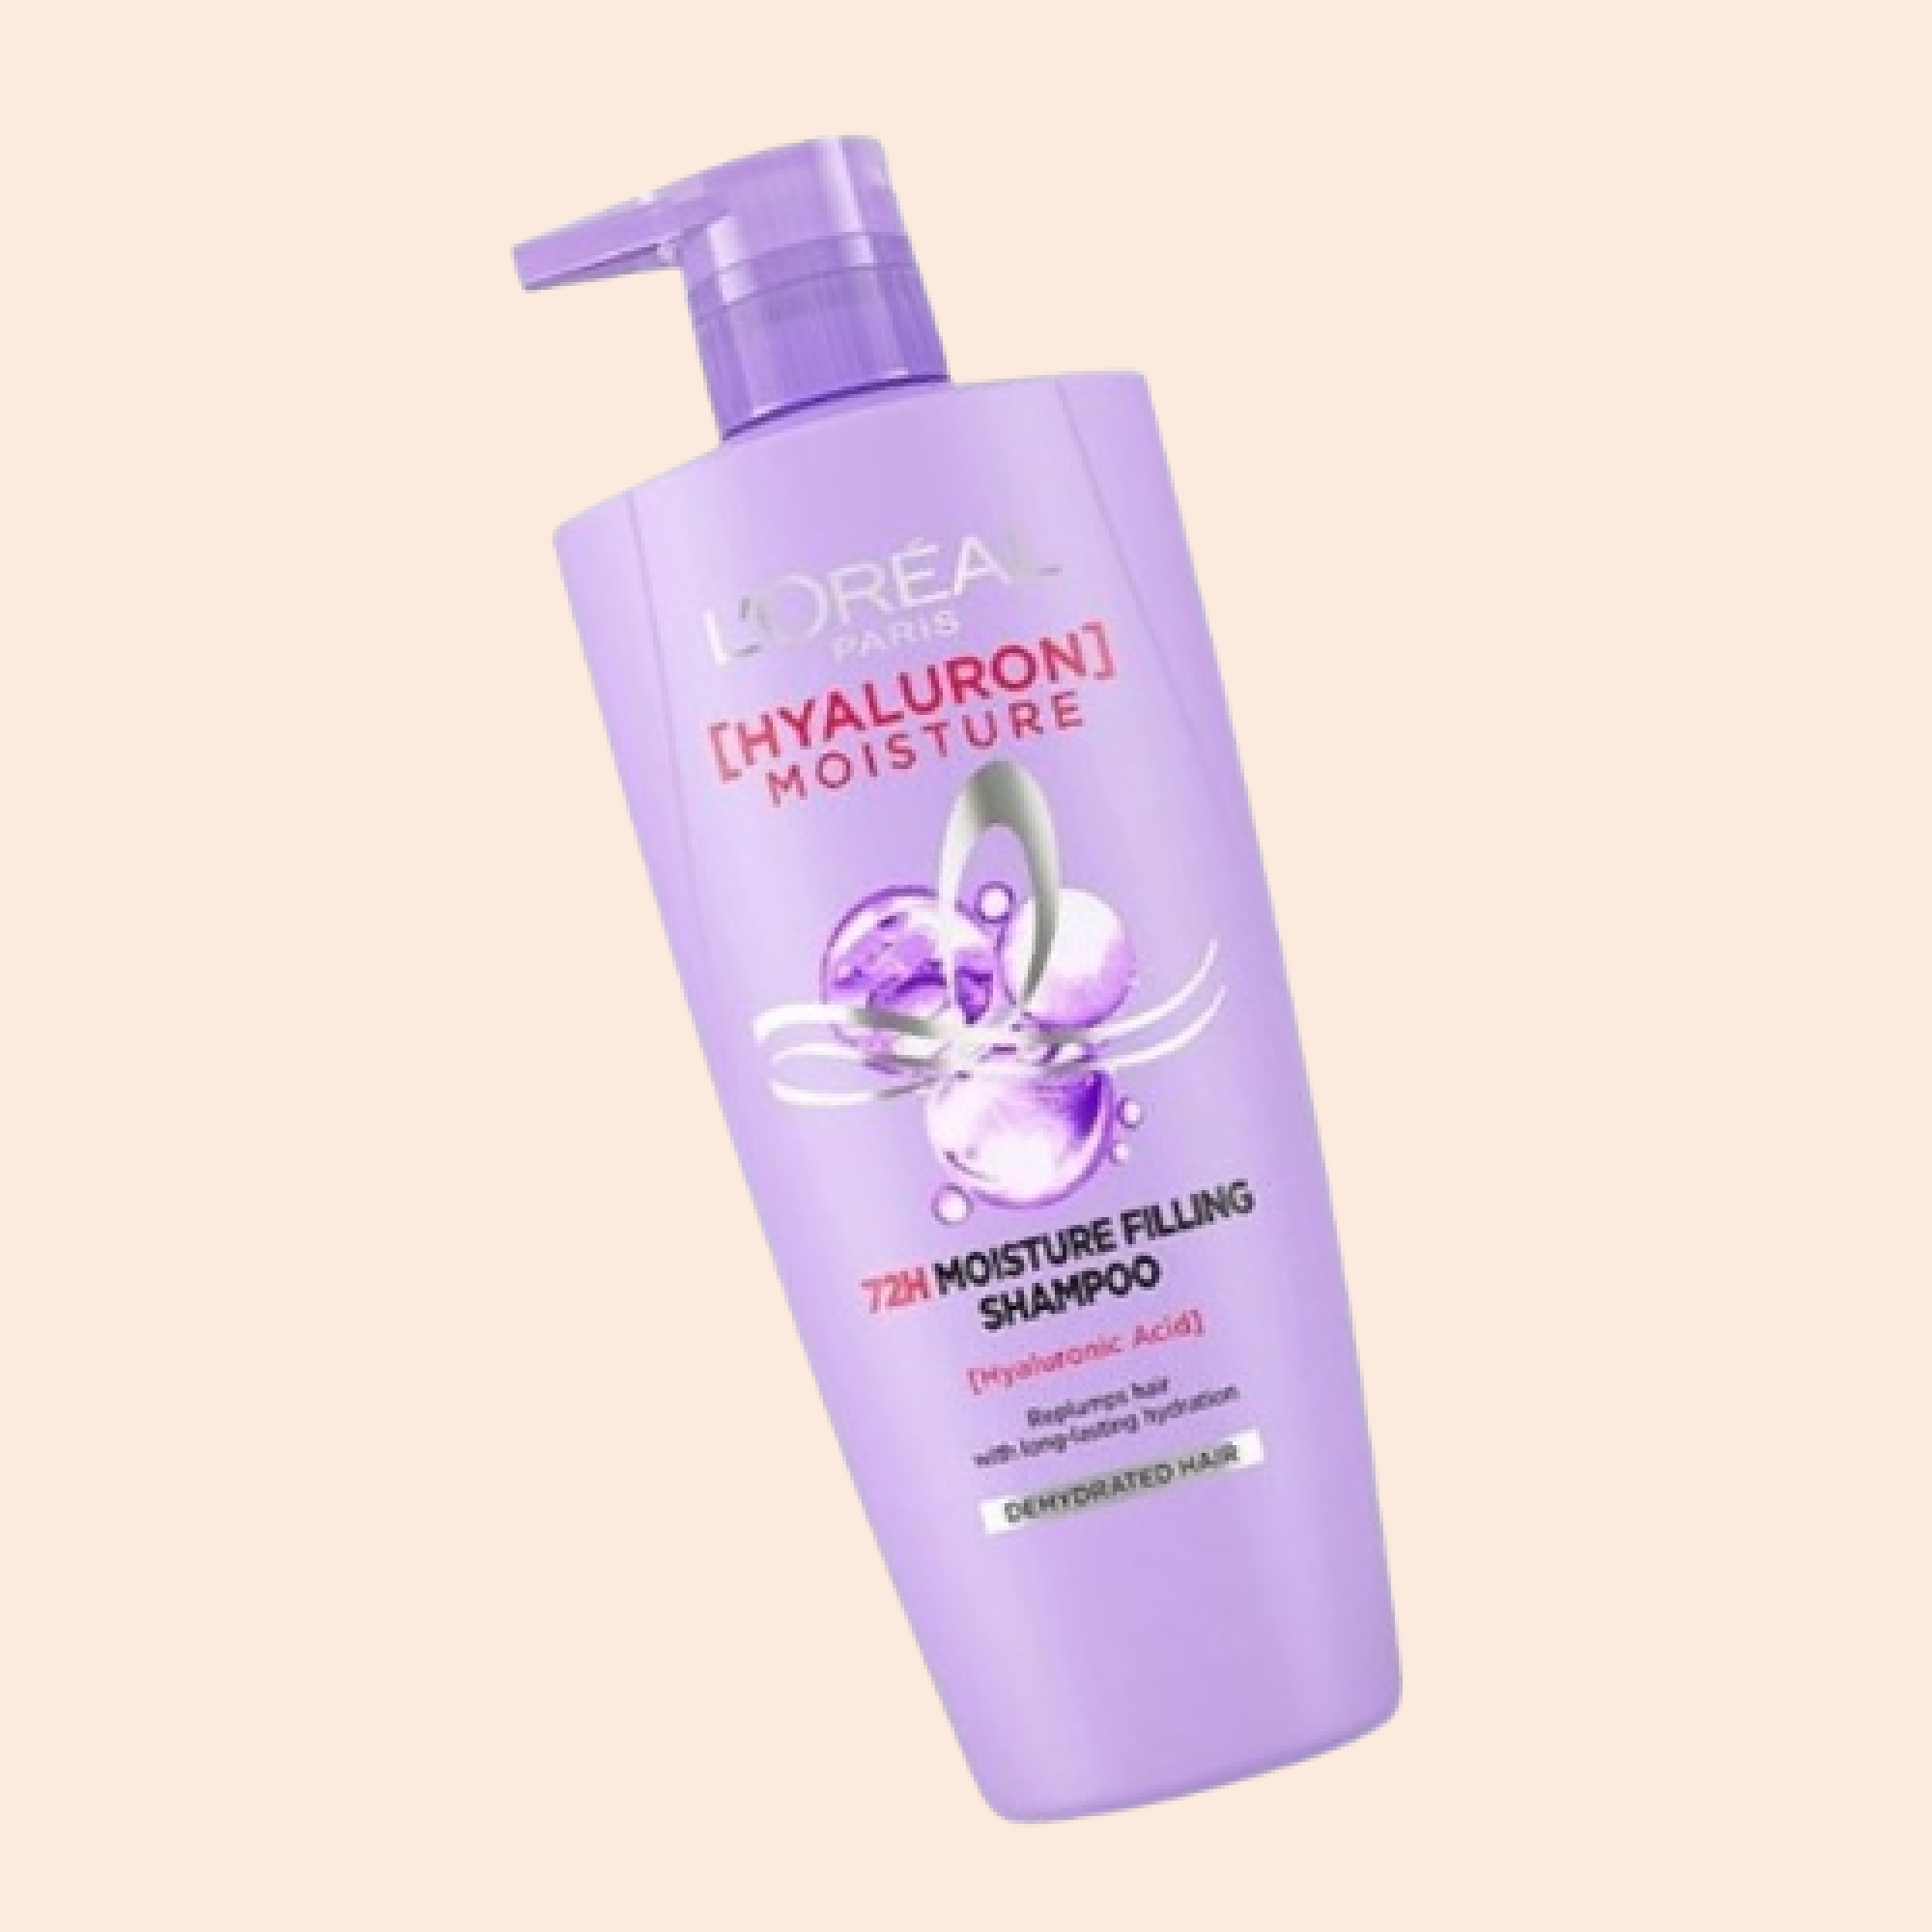 L'ORÉAL
PARIS
[HYALURON]
MOISTURE
72H MOISTURE FILLING
SHAMPOO
[Hyaluronic Acid]
Replumps hair
with long-lasting hydration
DEHYDRATED HAIR